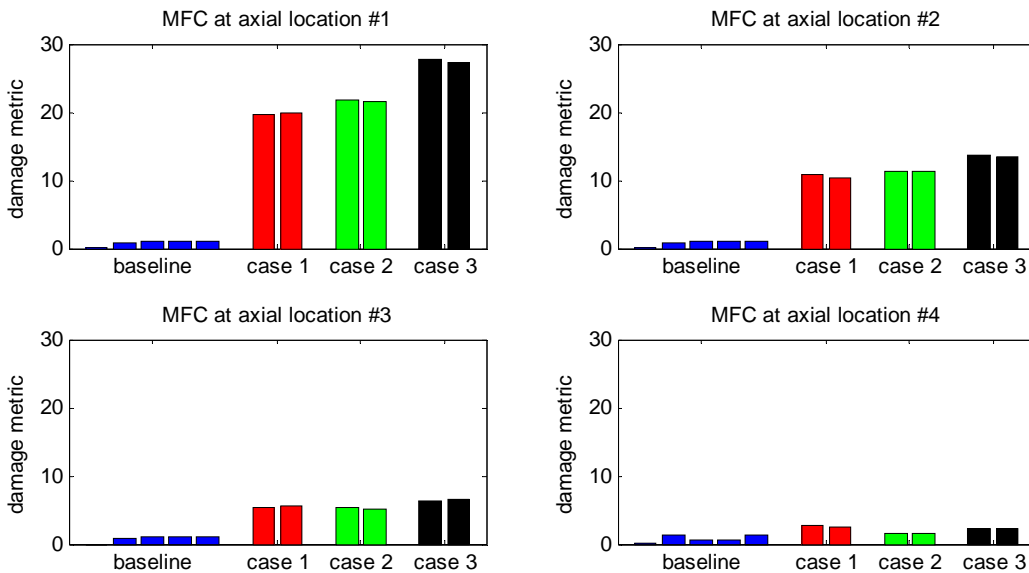 MFC at axial location #1
30
20
10
0
damage metric
baseline case 1 case 2 case 3
MFC at axial location #2
30
20
10
0
damage metric
baseline case 1 case 2 case 3
MFC at axial location #3
30
20
10
0
damage metric
baseline case 1 case 2 case 3
MFC at axial location #4
30
20
10
0
damage metric
baseline case 1 case 2 case 3